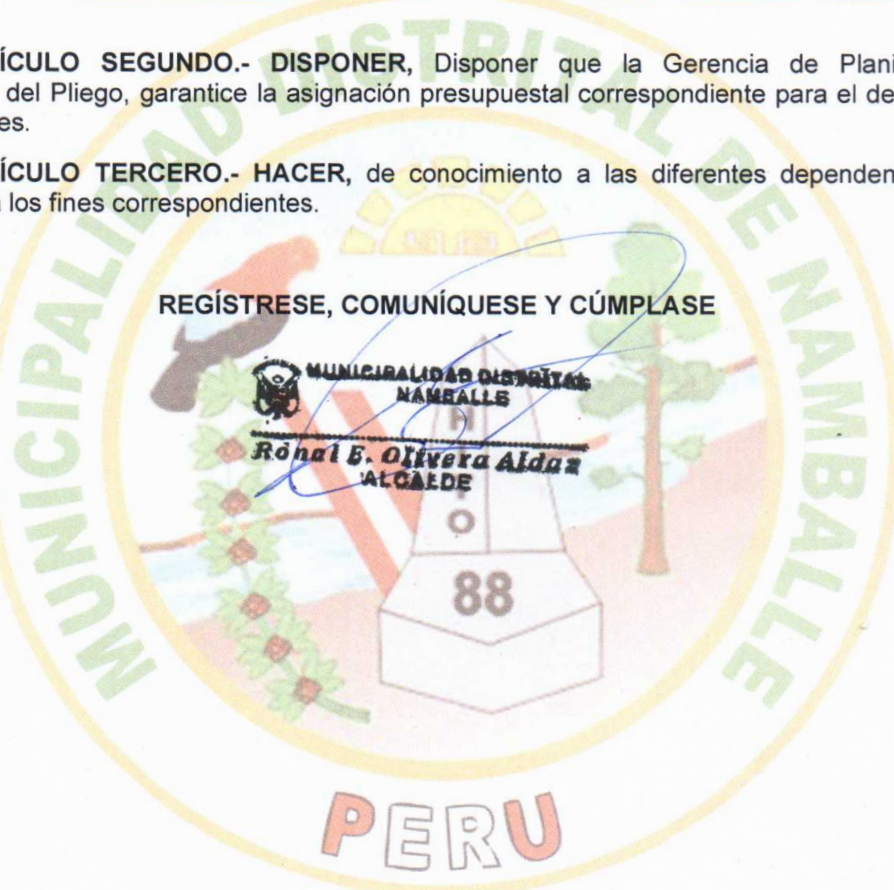 ÍCULO SEGUNDO.- DISPONER, Disponer que la Gerencia de Plani
del Pliego, garantice la asignación presupuestal correspondiente para el de
es.
ÍCULO TERCERO.- HACER, de conocimiento a las diferentes dependen
los fines correspondientes.
REGÍSTRESE, COMUNÍQUESE Y CÚMPLASE
MUNICIPALIDAD DISTRITAL
NAMBALLE
Ronal E. Olivera Aldaz
ALCALDE
MUNICIPALIDAD DISTRITAL DE NAMBALLE
H I T O
88
PERU